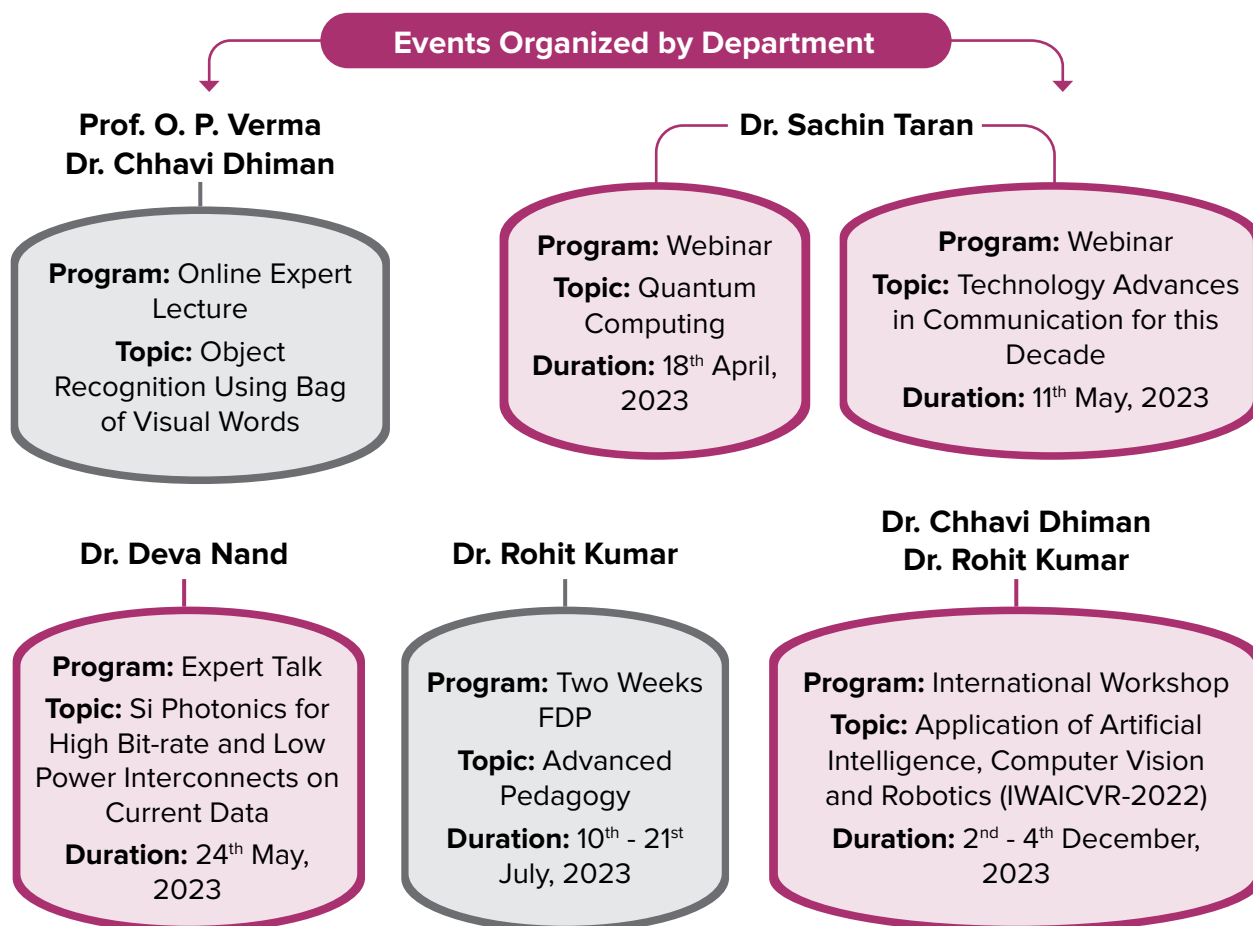 Events Organized by Department
Prof. O. P. Verma
Dr. Chhavi Dhiman
Program: Online Expert
Lecture
Topic: Object
Recognition Using Bag
of Visual Words
Dr. Sachin Taran
Program: Webinar
Topic: Quantum
Computing
Duration: 18th April,
2023
Program: Webinar
Topic: Technology Advances
in Communication for this
Decade
Duration: 11th May, 2023
Dr. Deva Nand
Program: Expert Talk
Topic: Si Photonics for
High Bit-rate and Low
Power Interconnects on
Current Data
Duration: 24th May,
2023
Dr. Rohit Kumar
Program: Two Weeks
FDP
Topic: Advanced
Pedagogy
Duration: 10th - 21st
July, 2023
Dr. Chhavi Dhiman
Dr. Rohit Kumar
Program: International Workshop
Topic: Application of Artificial
Intelligence, Computer Vision
and Robotics (IWAICVR-2022)
Duration: 2nd - 4th December,
2023